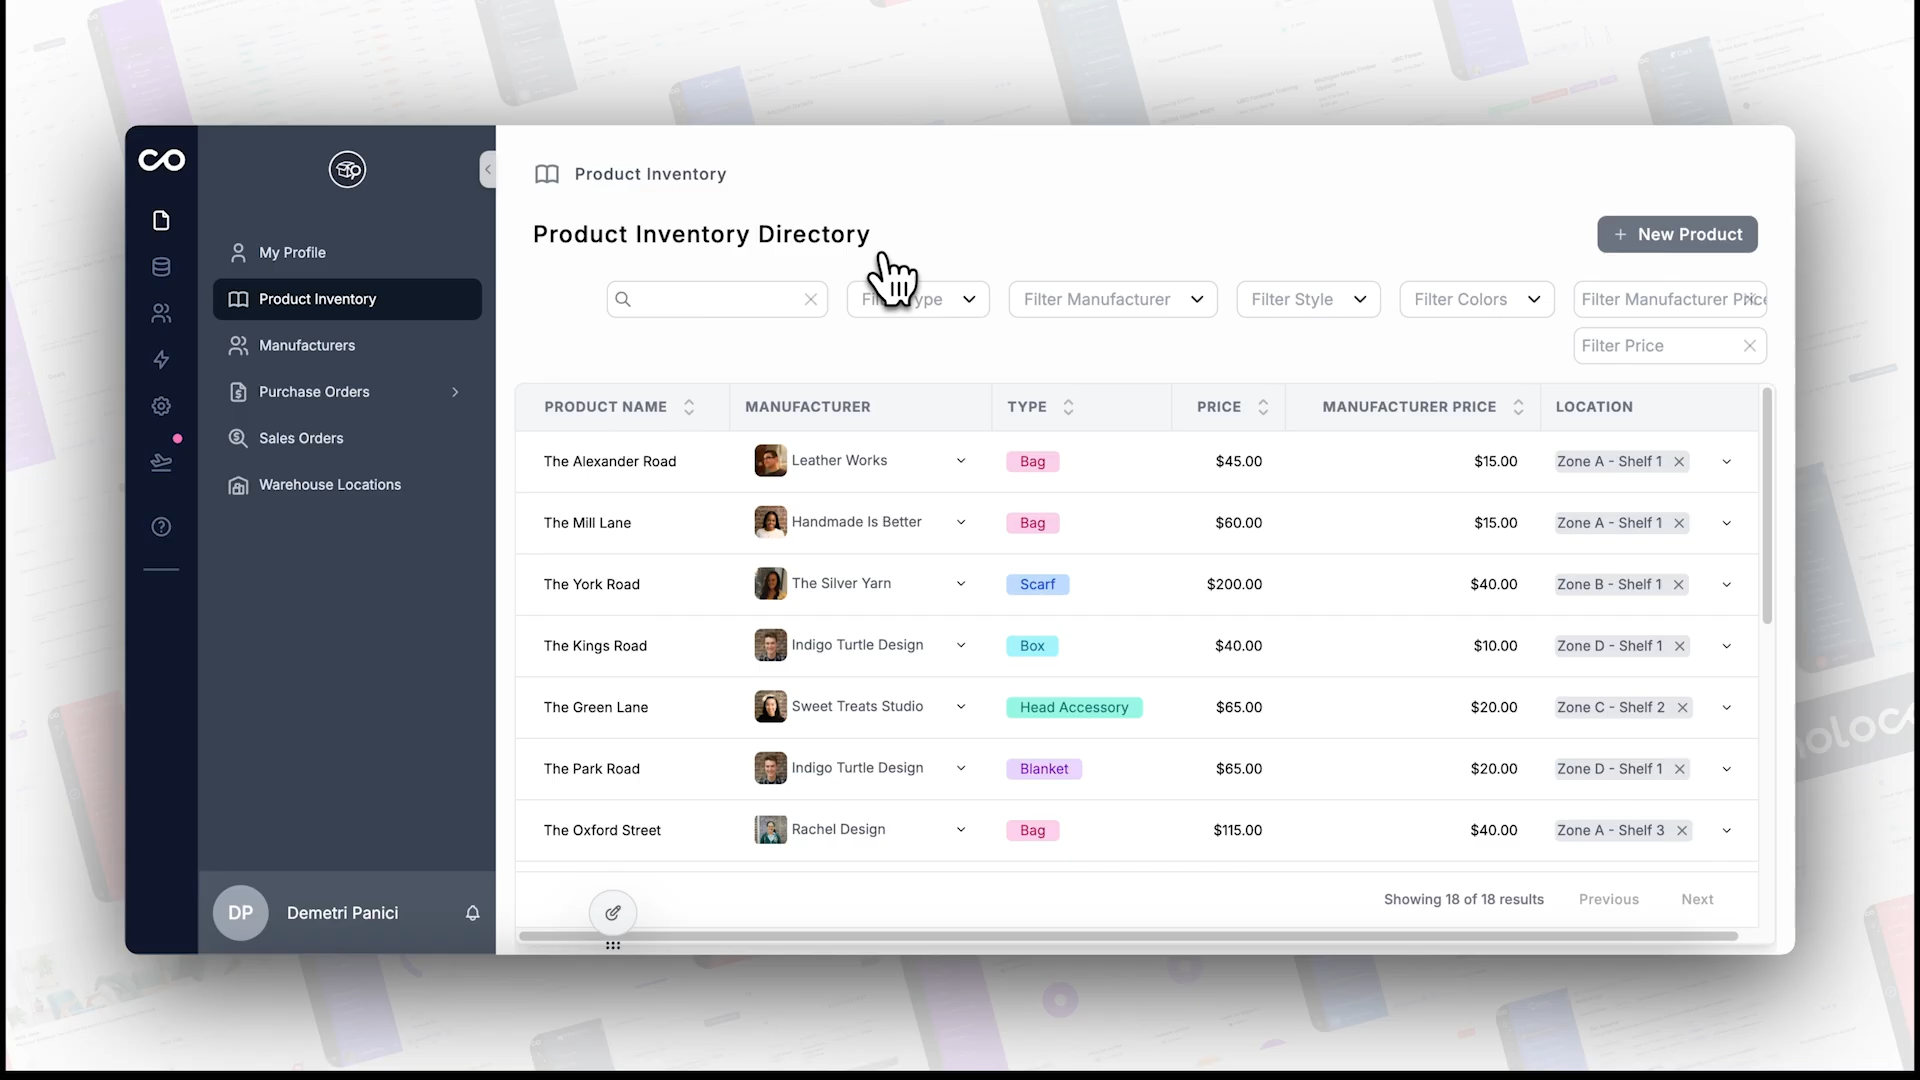 Product Inventory
Product Inventory Directory
+ New Product
My Profile
Product Inventory
Manufacturers
Purchase Orders
Sales Orders
Warehouse Locations
Filter Manufacturer
Filter Style
Filter Colors
Filter Manufacturer Price
Filter Price
PRODUCT NAME MANUFACTURER TYPE PRICE MANUFACTURER PRICE LOCATION
The Alexander Road Leather Works Bag $45.00 $15.00 Zone A - Shelf 1
The Mill Lane Handmade Is Better Bag $60.00 $15.00 Zone A - Shelf 1
The York Road The Silver Yarn Scarf $200.00 $40.00 Zone B - Shelf 1
The Kings Road Indigo Turtle Design Box $40.00 $10.00 Zone D - Shelf 1
The Green Lane Sweet Treats Studio Head Accessory $65.00 $20.00 Zone C - Shelf 2
The Park Road Indigo Turtle Design Blanket $65.00 $20.00 Zone D - Shelf 1
The Oxford Street Rachel Design Bag $115.00 $40.00 Zone A - Shelf 3
Showing 18 of 18 results Previous Next
DP Demetri Panici